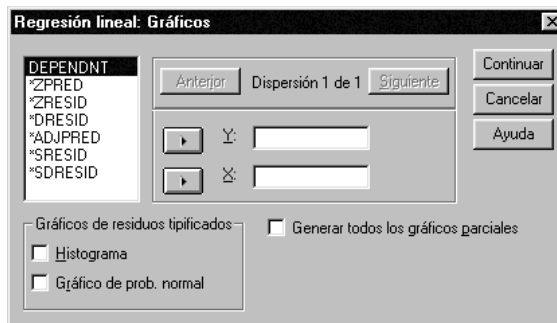 Regresión lineal: Gráficos
DEPENDNT
*ZPRED
*ZRESID
*DRESID
*ADJPRED
*SRESID
*SDRESID
Anterior
Dispersión 1 de 1
Siguiente
Y:
X:
Continuar
Cancelar
Ayuda
Gráficos de residuos tipificados
Histograma
Gráfico de prob. normal
Generar todos los gráficos parciales